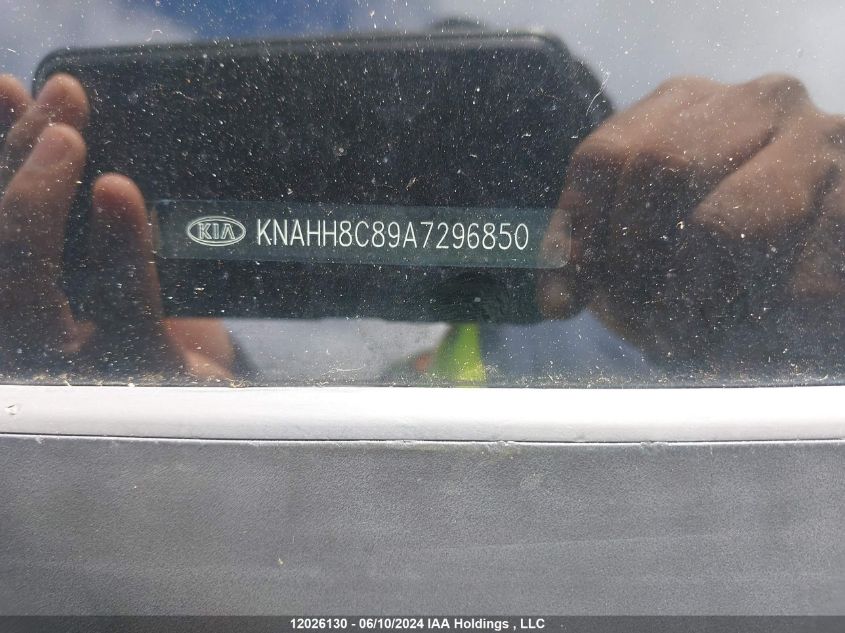 KIA KNAHH8C89A7296850
12026130 - 06/10/2024 IAA Holdings , LLC